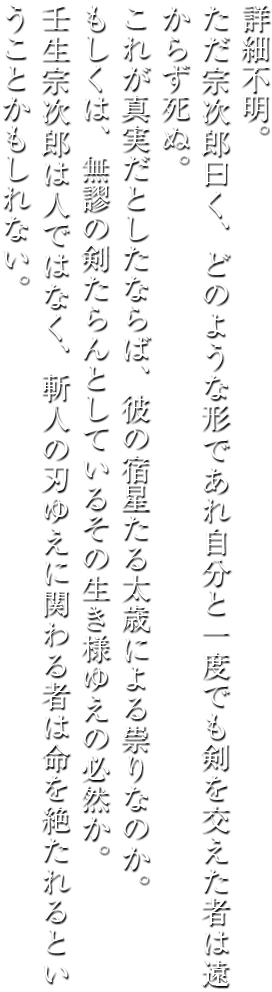 詳細不明。
ただ宗次郎曰く、どのような形であれ自分と一度でも剣を交えた者は遠
からず死ぬ。
これが真実だとしたならば、彼の宿星たる太歳による祟りなのか。
もしくは、無謬の剣たらんとしているその生き様ゆえの必然か。
壬生宗次郎は人ではなく、斬人の刃ゆえに関わる者は命を絶たれるとい
うことかもしれない。